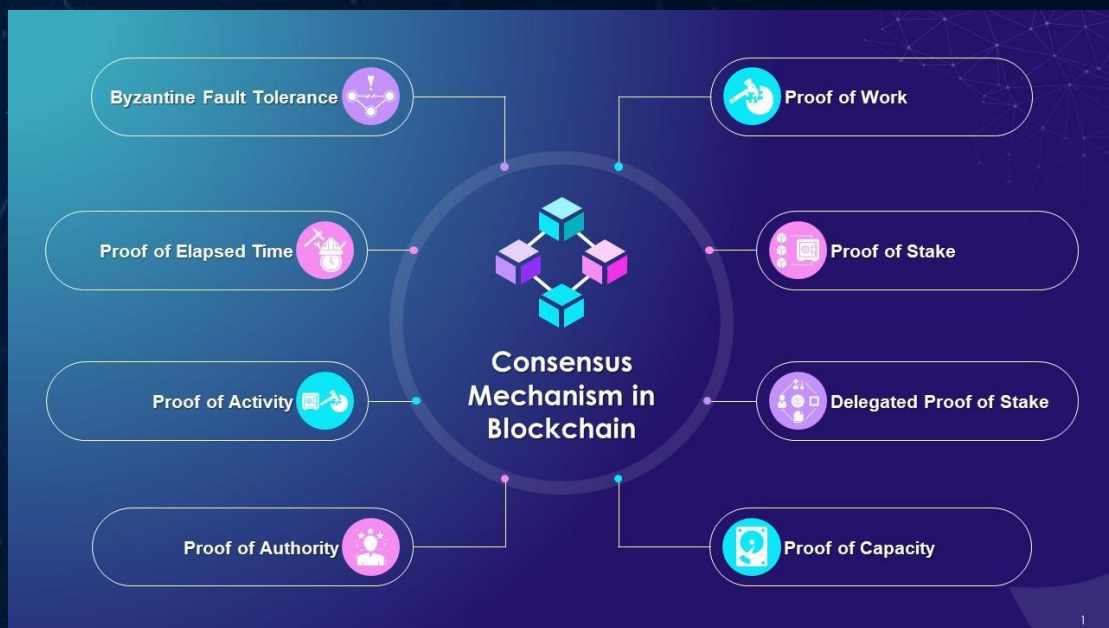 Byzantine Fault Tolerance
Proof of Work
Proof of Elapsed Time
Proof of Stake
Consensus
Mechanism in
Blockchain
Proof of Activity
Delegated Proof of Stake
Proof of Authority
Proof of Capacity
1